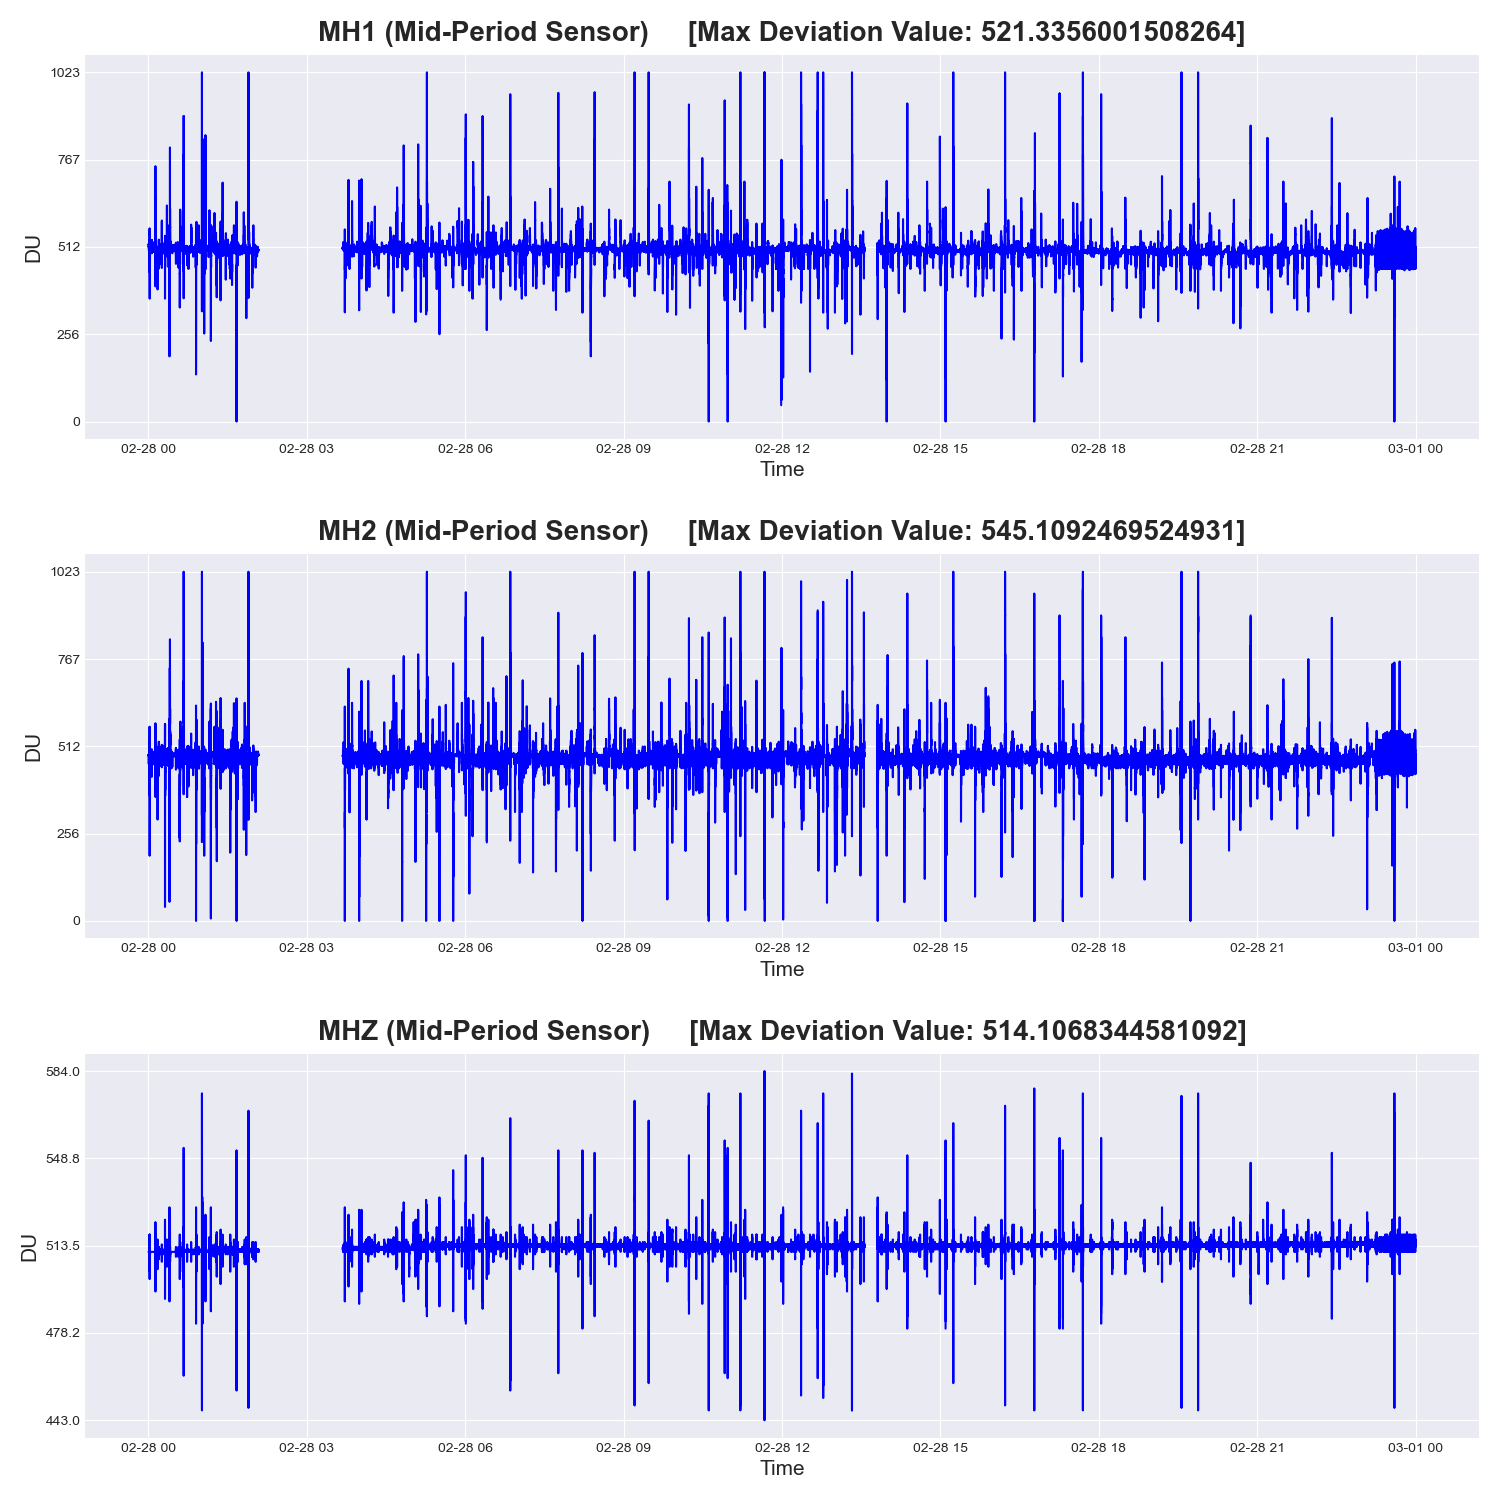 MH1 (Mid-Period Sensor) [Max Deviation Value: 521.3356001508264]
1023
767
512
256
0
DU
02-28 00 02-28 03 02-28 06 02-28 09 02-28 12 02-28 15 02-28 18 02-28 21 03-01 00
Time
MH2 (Mid-Period Sensor) [Max Deviation Value: 545.1092469524931]
1023
767
512
256
0
DU
02-28 00 02-28 03 02-28 06 02-28 09 02-28 12 02-28 15 02-28 18 02-28 21 03-01 00
Time
MHZ (Mid-Period Sensor) [Max Deviation Value: 514.1068344581092]
584.0
548.8
513.5
478.2
443.0
DU
02-28 00 02-28 03 02-28 06 02-28 09 02-28 12 02-28 15 02-28 18 02-28 21 03-01 00
Time